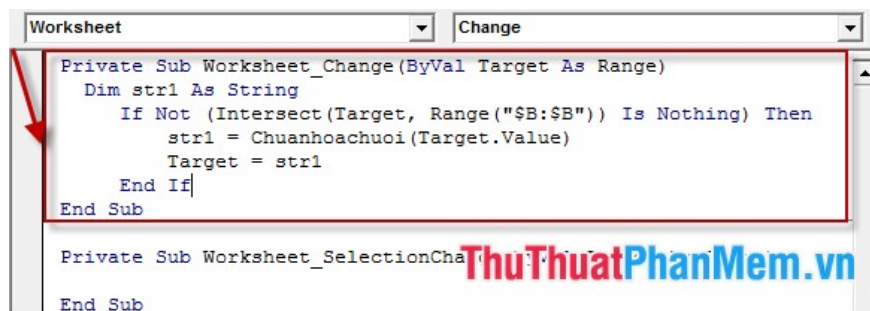 Worksheet Change
Private Sub Worksheet_Change(ByVal Target As Range)
Dim str1 As String
If Not (Intersect(Target, Range("$B:$B")) Is Nothing) Then
str1 = Chuanhoachuoi(Target.Value)
Target = str1
End If
End Sub
Private Sub
ThuThuatPhanMem.vn
End Sub